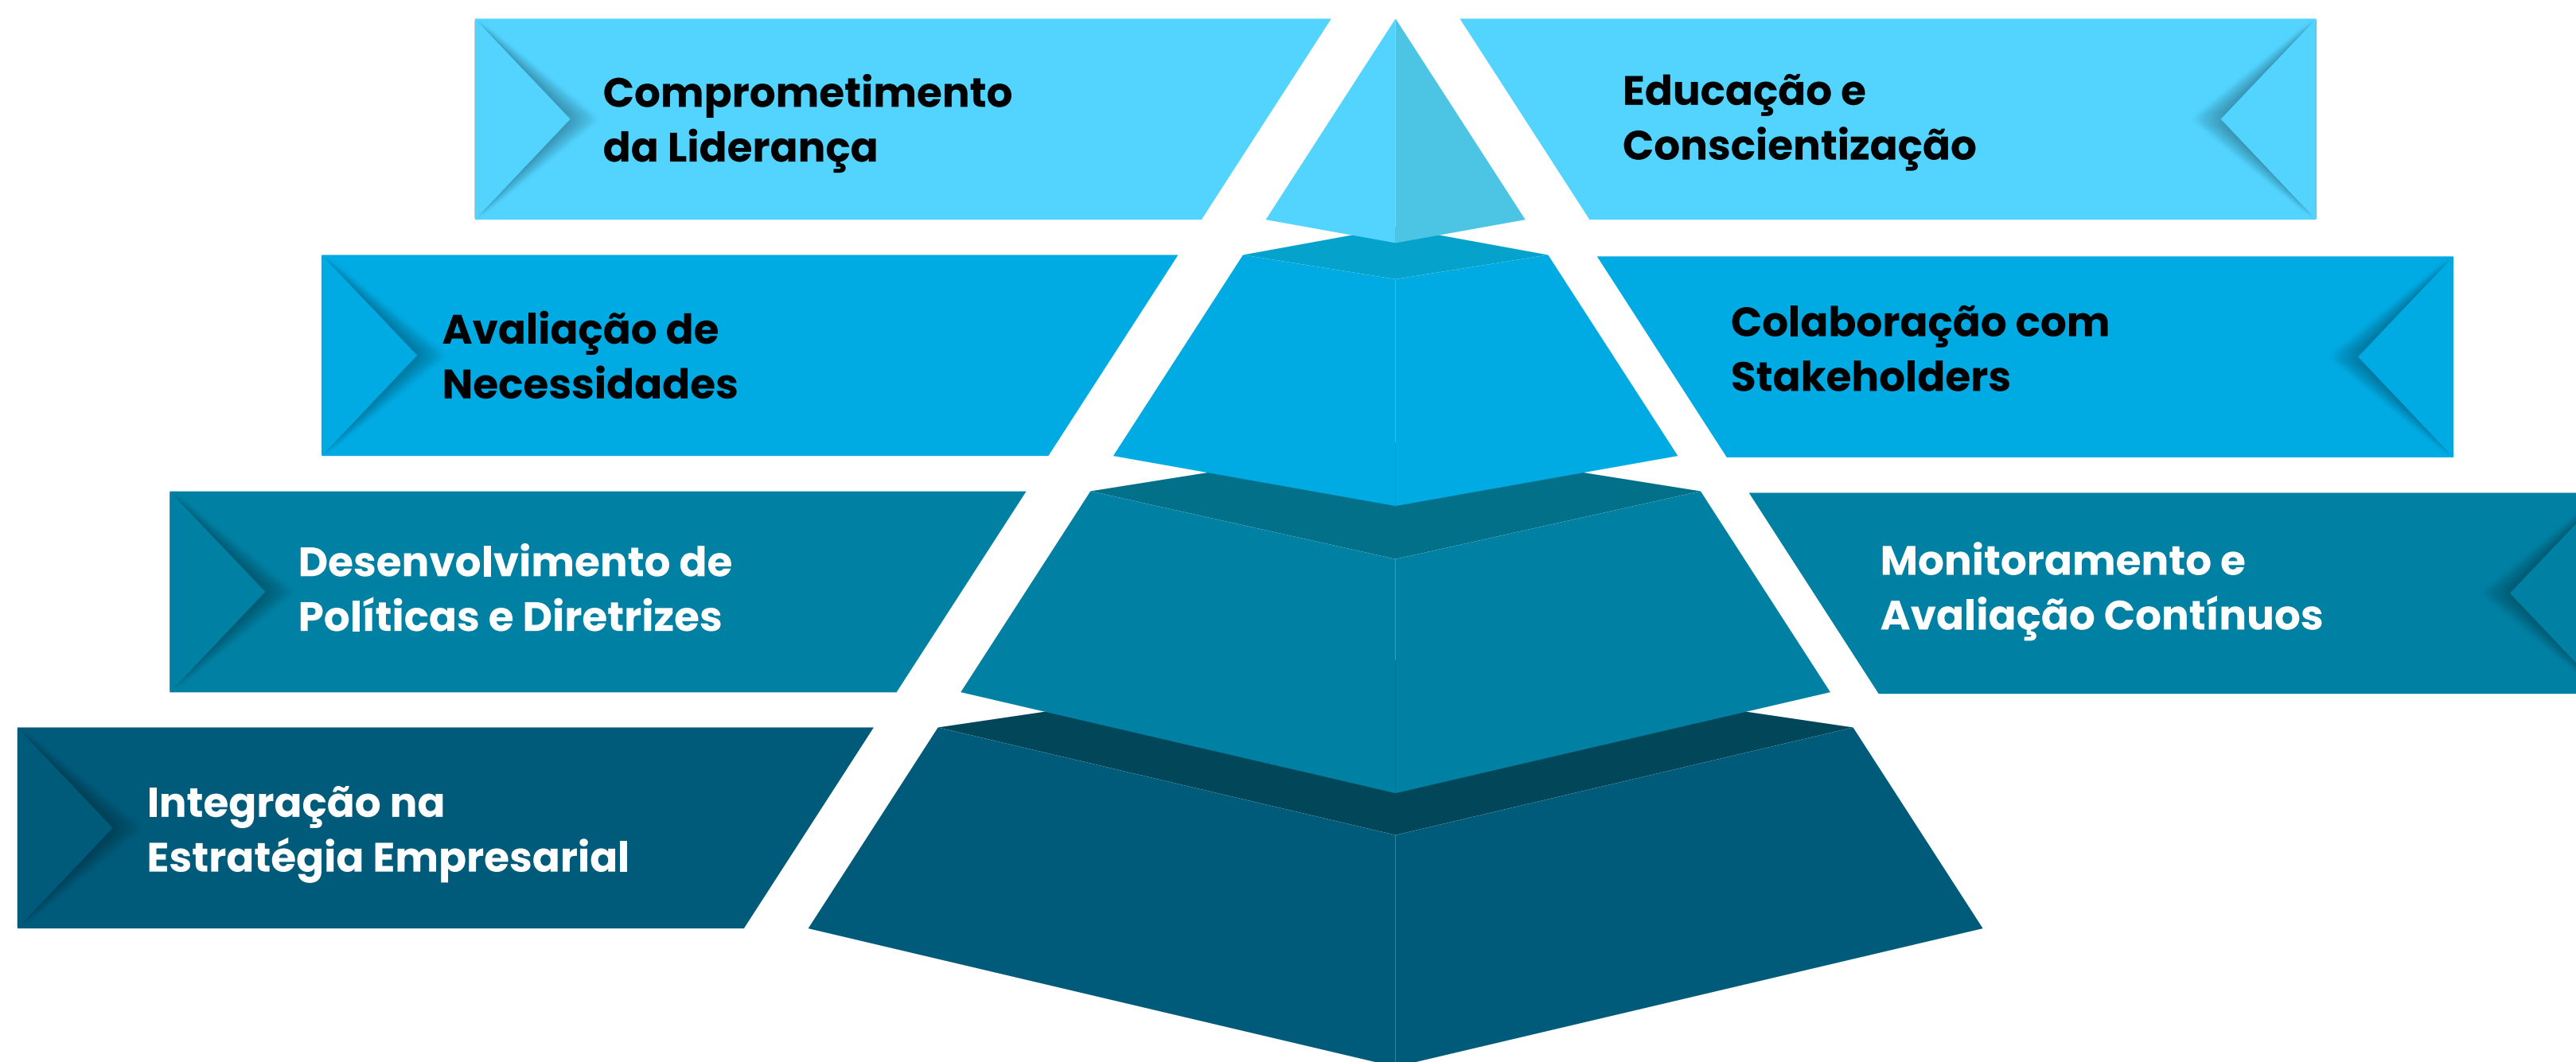 Comprometimento
da Liderança
Educação e
Conscientização
Avaliação de
Necessidades
Colaboração com
Stakeholders
Desenvolvimento de
Políticas e Diretrizes
Monitoramento e
Avaliação Contínuos
Integração na
Estratégia Empresarial